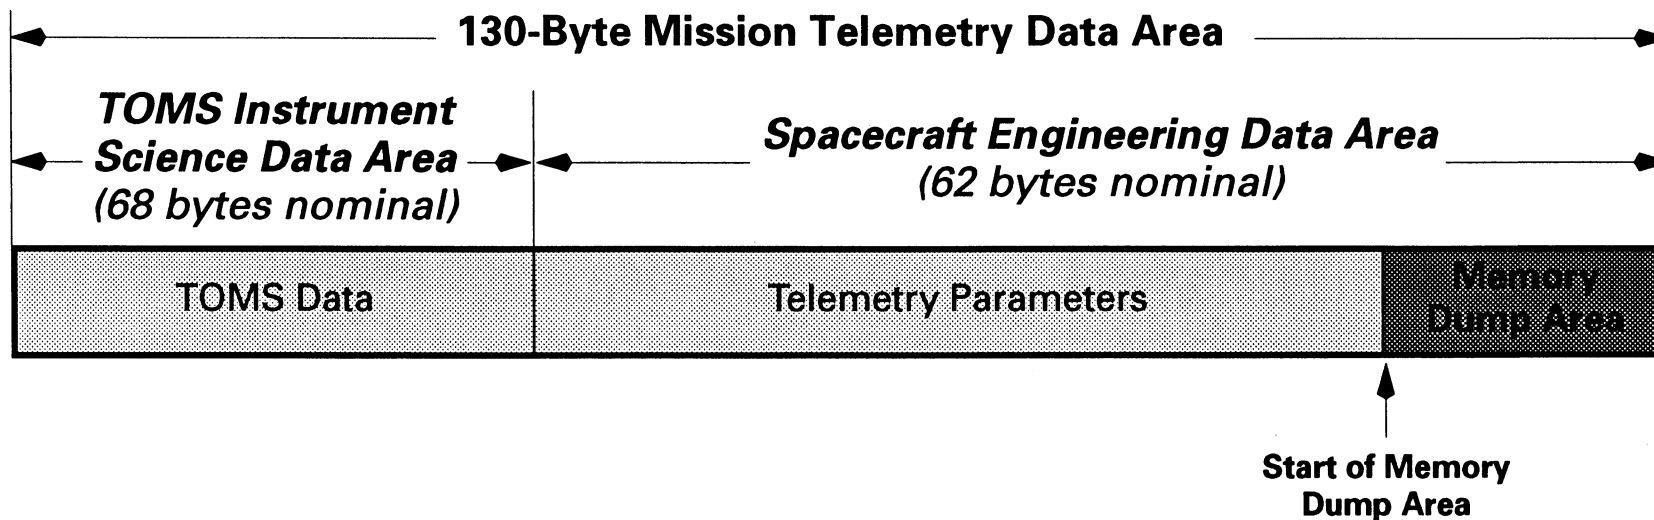 130-Byte Mission Telemetry Data Area
TOMS Instrument
Science Data Area
(68 bytes nominal)
Spacecraft Engineering Data Area
(62 bytes nominal)
TOMS Data
Telemetry Parameters
Memory
Dump Area
Start of Memory
Dump Area